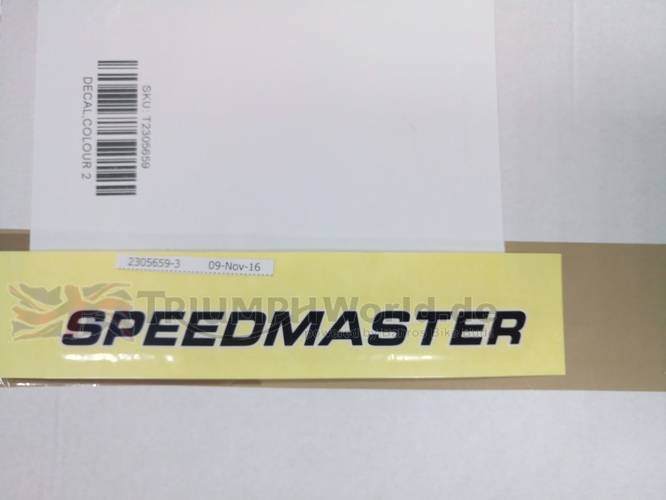 SKU: T2305659
DECAL,COLOUR 2
2305659-3 09-Nov-16
TRIUMPHWorld.de
SPEEDMASTER